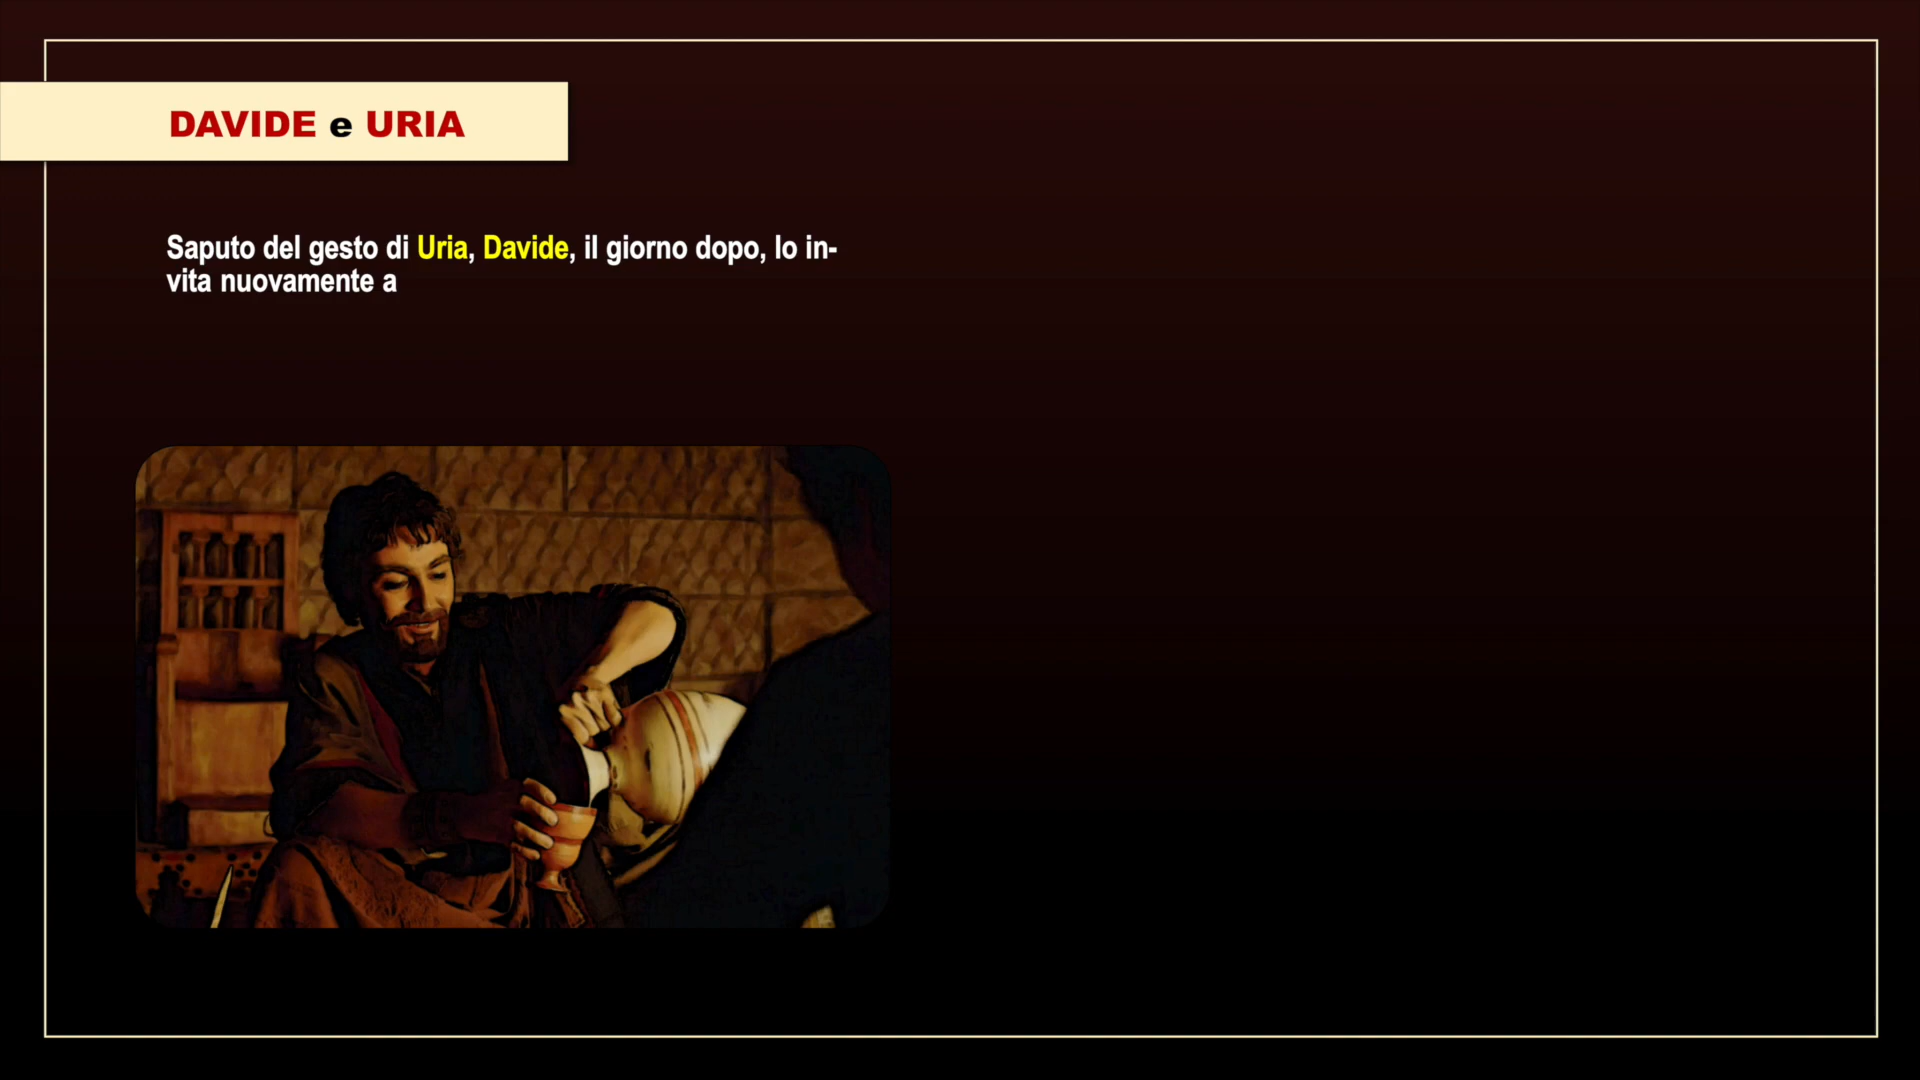 DAVIDE e URIA
Saputo del gesto di Uria, Davide, il giorno dopo, lo in-
vita nuovamente a